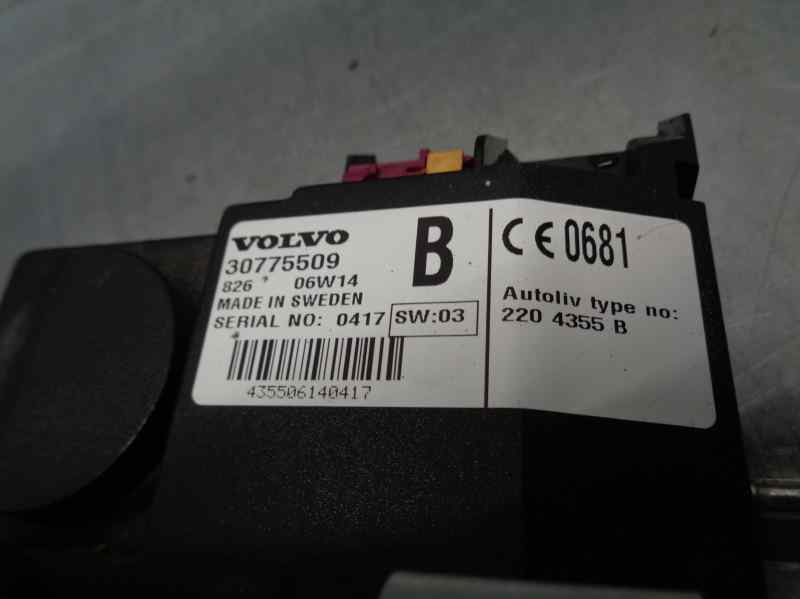 VOLVO
30775509
826 * 06W14
MADE IN SWEDEN
SERIAL NO: 0417
SW:03
435506140417
B
CE 0681
Autoliv type no:
220 4355 B